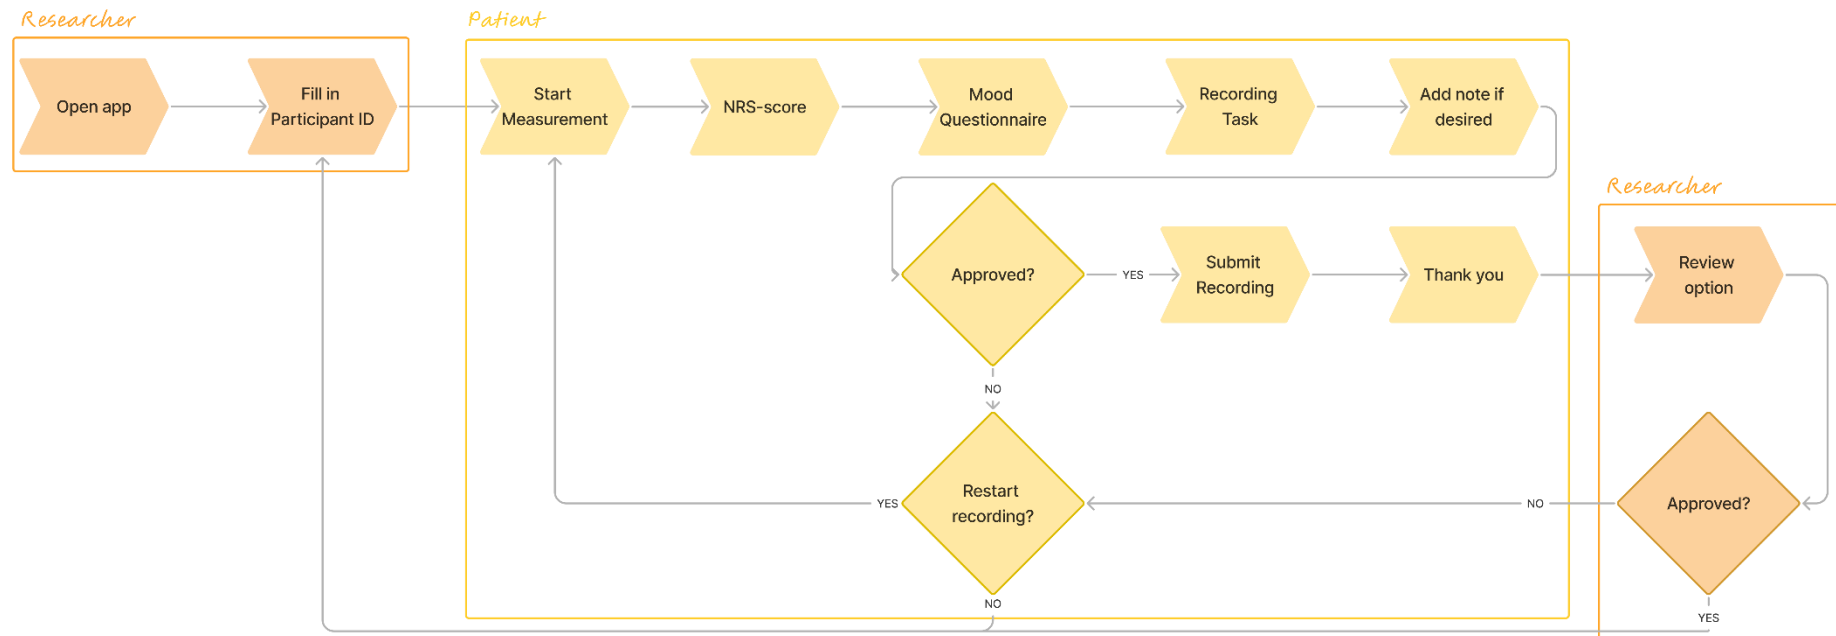 Researcher
Patient
Open app
Fill in
Participant ID
Start
Measurement
NRS-score
Mood
Questionnaire
Recording
Task
Add note if
desired
Researcher
Approved?
YES
Submit
Recording
Thank you
Review
option
NO
Restart
recording?
YES
NO
Approved?
NO
YES